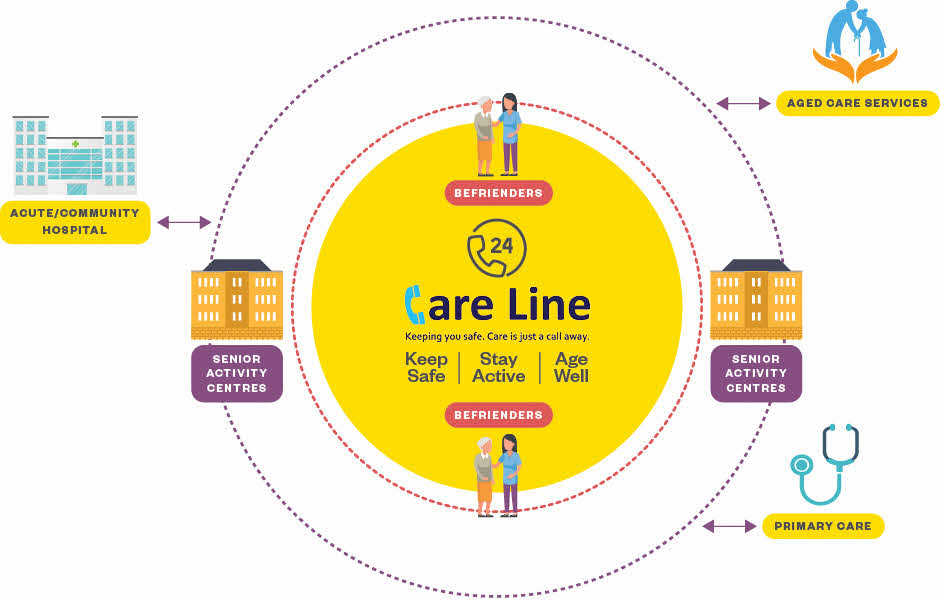 AGED CARE SERVICES
BEFRIENDERS
ACUTE/COMMUNITY
HOSPITAL
24
Care Line
Keeping you safe. Care is just a call away.
Keep
Safe
Stay
Active
Age
Well
SENIOR
ACTIVITY
CENTRES
SENIOR
ACTIVITY
CENTRES
BEFRIENDERS
PRIMARY CARE